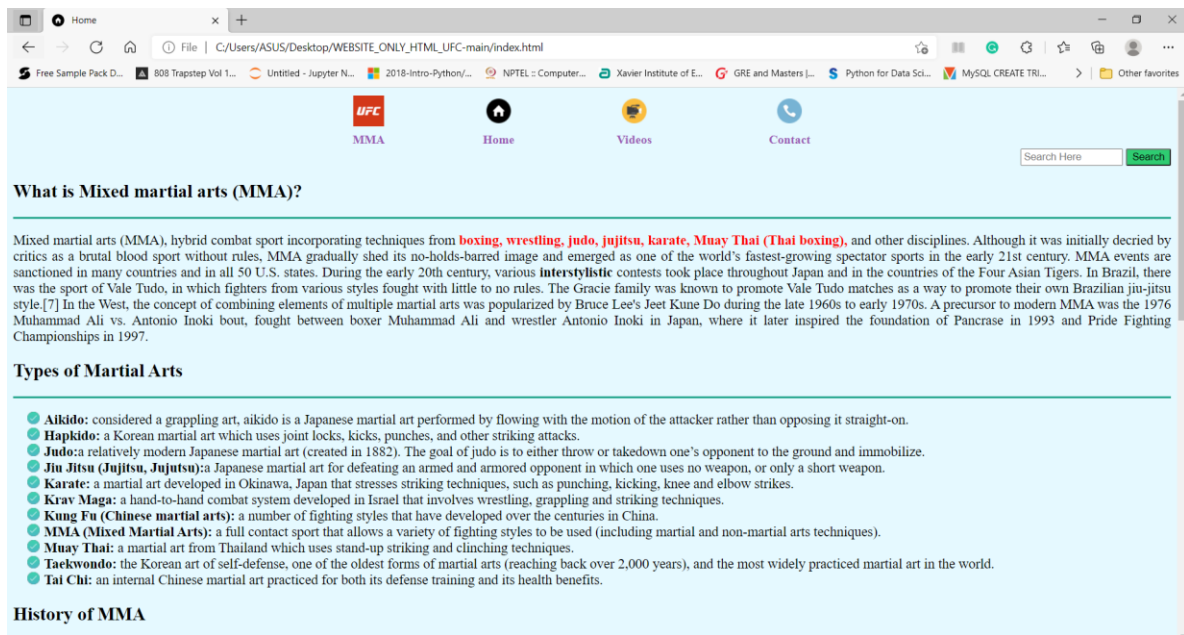 Home
File | C:/Users/ASUS/Desktop/WEBSITE_ONLY_HTML_UFC-main/index.html
Free Sample Pack D... 808 Trapstep Vol 1... Untitled - Jupyter N... 2018-Intro-Python/... NPTEL :: Computer... Xavier Institute of E... GRE and Masters |... Python for Data Sci... MySQL CREATE TRI... Other favorites
UFC
MMA Home Videos Contact
Search Here Search
What is Mixed martial arts (MMA)?
Mixed martial arts (MMA), hybrid combat sport incorporating techniques from boxing, wrestling, judo, jujitsu, karate, Muay Thai (Thai boxing), and other disciplines. Although it was initially decried by
critics as a brutal blood sport without rules, MMA gradually shed its no-holds-barred image and emerged as one of the world’s fastest-growing spectator sports in the early 21st century. MMA events are
sanctioned in many countries and in all 50 U.S. states. During the early 20th century, various interstylistic contests took place throughout Japan and in the countries of the Four Asian Tigers. In Brazil, there
was the sport of Vale Tudo, in which fighters from various styles fought with little to no rules. The Gracie family was known to promote Vale Tudo matches as a way to promote their own Brazilian jiu-jitsu
style.[7] In the West, the concept of combining elements of multiple martial arts was popularized by Bruce Lee's Jeet Kune Do during the late 1960s to early 1970s. A precursor to modern MMA was the 1976
Muhammad Ali vs. Antonio Inoki bout, fought between boxer Muhammad Ali and wrestler Antonio Inoki in Japan, where it later inspired the foundation of Pancrase in 1993 and Pride Fighting
Championships in 1997.
Types of Martial Arts
Aikido: considered a grappling art, aikido is a Japanese martial art performed by flowing with the motion of the attacker rather than opposing it straight-on.
Hapkido: a Korean martial art which uses joint locks, kicks, punches, and other striking attacks.
Judo:a relatively modern Japanese martial art (created in 1882). The goal of judo is to either throw or takedown one’s opponent to the ground and immobilize.
Jiu Jitsu (Jujitsu, Jujutsu):a Japanese martial art for defeating an armed and armored opponent in which one uses no weapon, or only a short weapon.
Karate: a martial art developed in Okinawa, Japan that stresses striking techniques, such as punching, kicking, knee and elbow strikes.
Krav Maga: a hand-to-hand combat system developed in Israel that involves wrestling, grappling and striking techniques.
Kung Fu (Chinese martial arts): a number of fighting styles that have developed over the centuries in China.
MMA (Mixed Martial Arts): a full contact sport that allows a variety of fighting styles to be used (including martial and non-martial arts techniques).
Muay Thai: a martial art from Thailand which uses stand-up striking and clinching techniques.
Taekwondo: the Korean art of self-defense, one of the oldest forms of martial arts (reaching back over 2,000 years), and the most widely practiced martial art in the world.
Tai Chi: an internal Chinese martial art practiced for both its defense training and its health benefits.
History of MMA